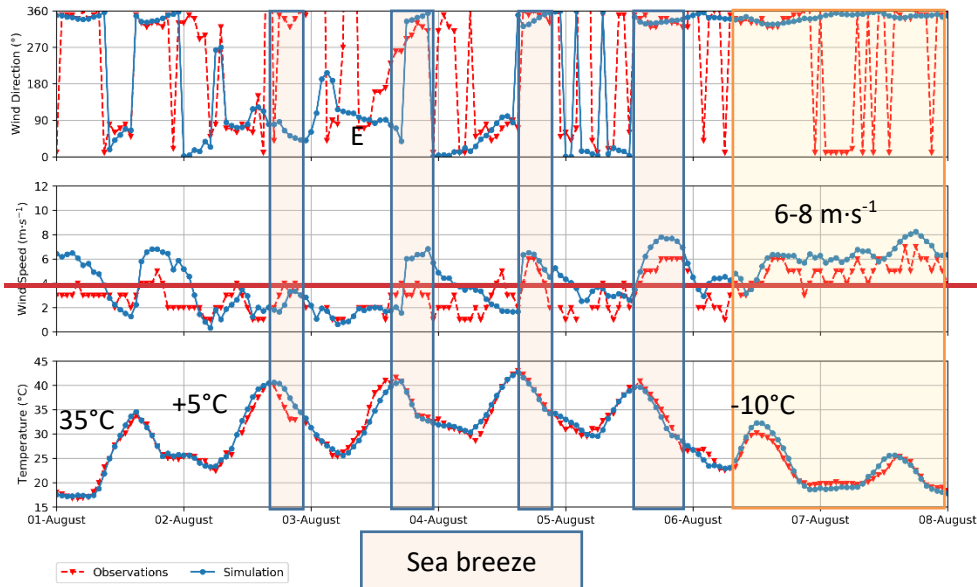 360
270
180
90
0
Wind Direction (°)
E
12
10
8
6
4
2
0
Wind Speed (m·s⁻¹)
6-8 m·s⁻¹
45
40
35
30
25
20
15
Temperature (°C)
35°C
+5°C
-10°C
01-August 02-August 03-August 04-August 05-August 06-August 07-August 08-August
Sea breeze
Observations Simulation